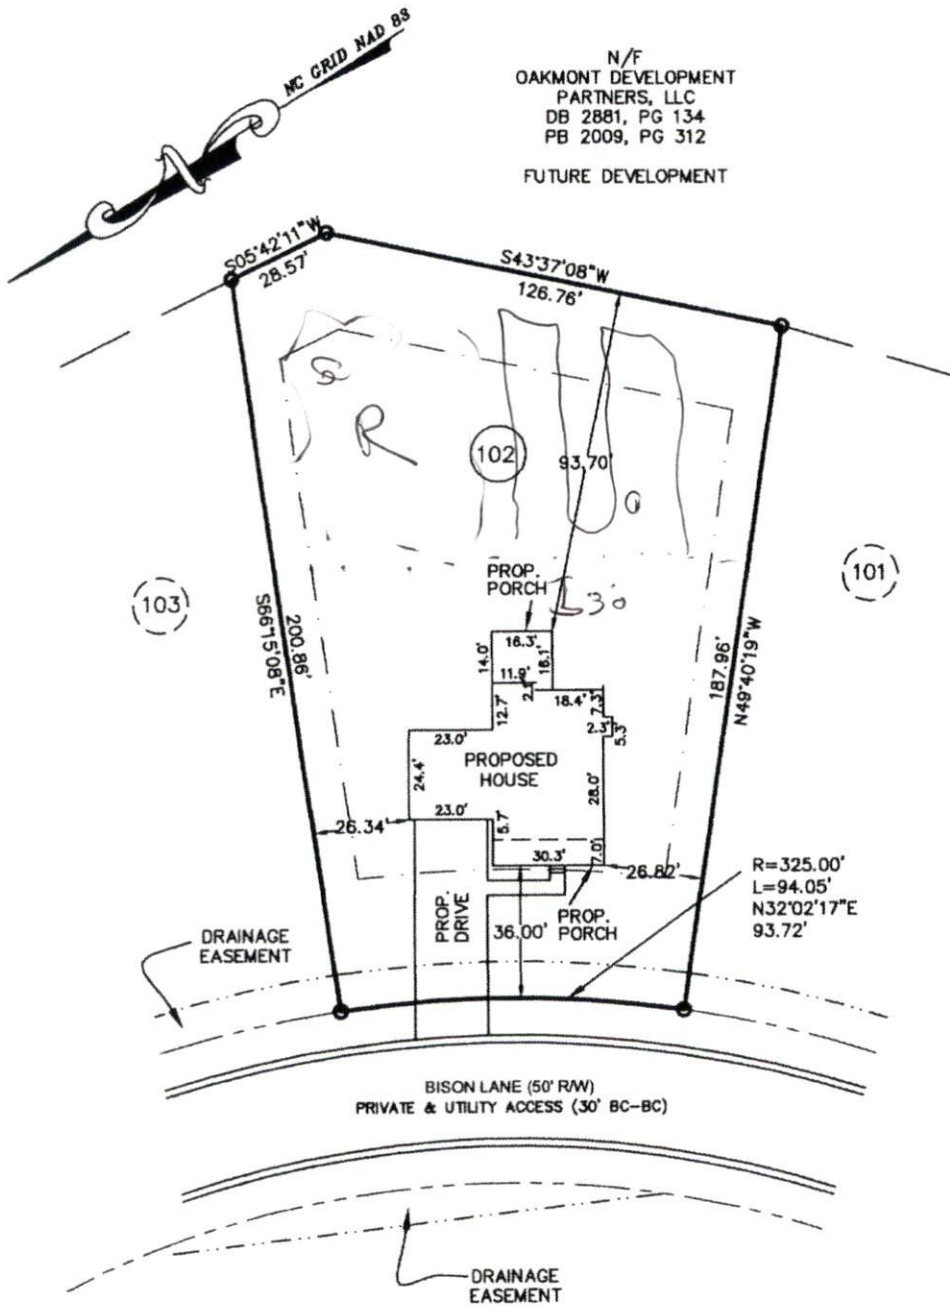 NC GRID NAD 83
N
N/F
OAKMONT DEVELOPMENT
PARTNERS, LLC
DB 2881, PG 134
PB 2009, PG 312
FUTURE DEVELOPMENT
S05°42'11"W
28.57'
S43°37'08"W
126.76'
R
102
93.70'
103
101
PROP.
PORCH
30
S66°15'08"E
200.86'
187.96'
N49°40'19"W
16.3'
14.0'
16.1'
11.9'
2.1'
18.4'
7.3'
12.7'
2.3'
5.3'
23.0'
PROPOSED
HOUSE
24.4'
28.0'
23.0'
5.7'
26.34'
30.3'
7.0'
26.82'
R=325.00'
L=94.05'
N32°02'17"E
93.72'
PROP.
DRIVE
36.00'
PROP.
PORCH
DRAINAGE
EASEMENT
BISON LANE (50' R/W)
PRIVATE & UTILITY ACCESS (30' BC-BC)
DRAINAGE
EASEMENT